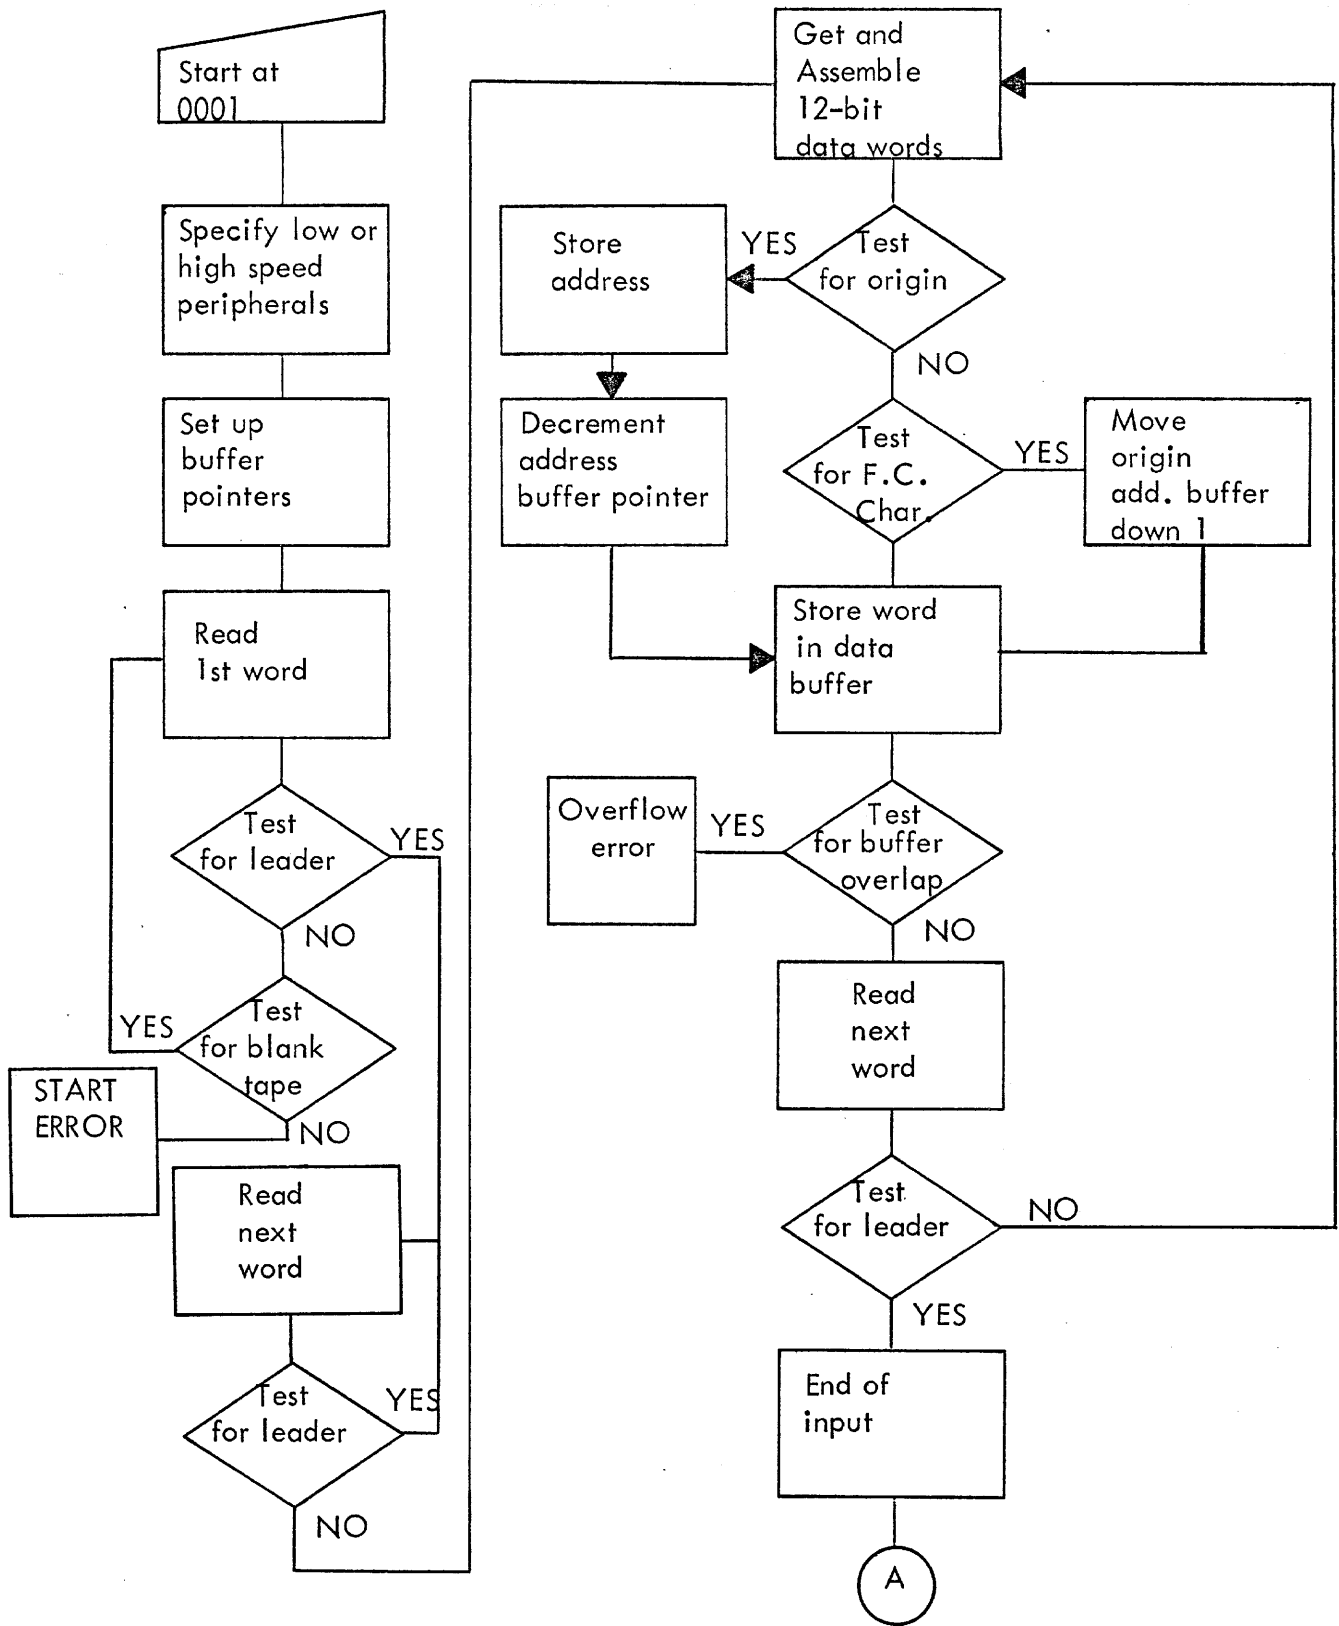 Start at
0001
Specify low or
high speed
peripherals
Set up
buffer
pointers
Read
1st word
Test
for leader
YES
NO
Test
for blank
tape
YES
NO
START
ERROR
Read
next
word
Test
for leader
YES
NO
Get and
Assemble
12-bit
data words
Test
for origin
YES
NO
Store
address
Decrement
address
buffer pointer
Test
for F.C.
Char.
YES
Move
origin
add. buffer
down 1
Store word
in data
buffer
Test
for buffer
overlap
YES
NO
Overflow
error
Read
next
word
Test
for leader
NO
YES
End of
input
A